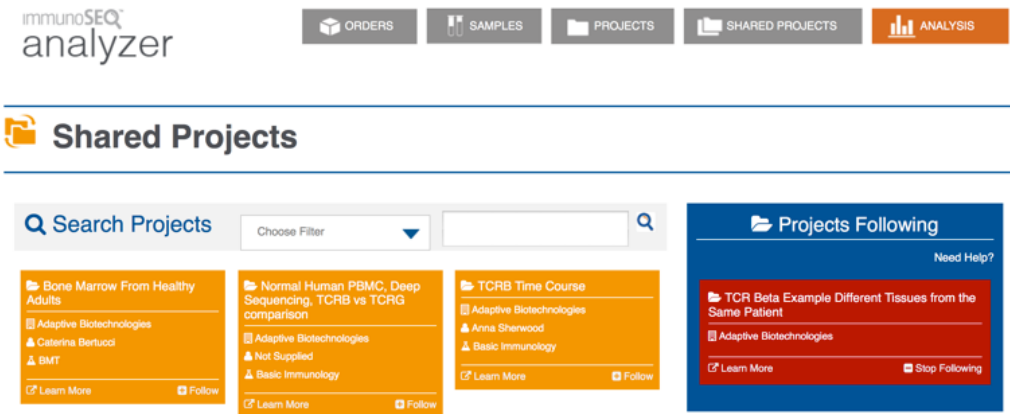 immunoSEQ
analyzer
ORDERS
SAMPLES
PROJECTS
SHARED PROJECTS
ANALYSIS
Shared Projects
Search Projects
Choose Filter
Bone Marrow From Healthy
Adults
Adaptive Biotechnologies
Caterina Bertucci
BMT
Learn More
Follow
Normal Human PBMC, Deep
Sequencing, TCRB vs TCRG
comparison
Adaptive Biotechnologies
Not Supplied
Basic Immunology
Learn More
Follow
TCRB Time Course
Adaptive Biotechnologies
Anna Sherwood
Basic Immunology
Learn More
Follow
Projects Following
Need Help?
TCR Beta Example Different Tissues from the
Same Patient
Adaptive Biotechnologies
Learn More
Stop Following